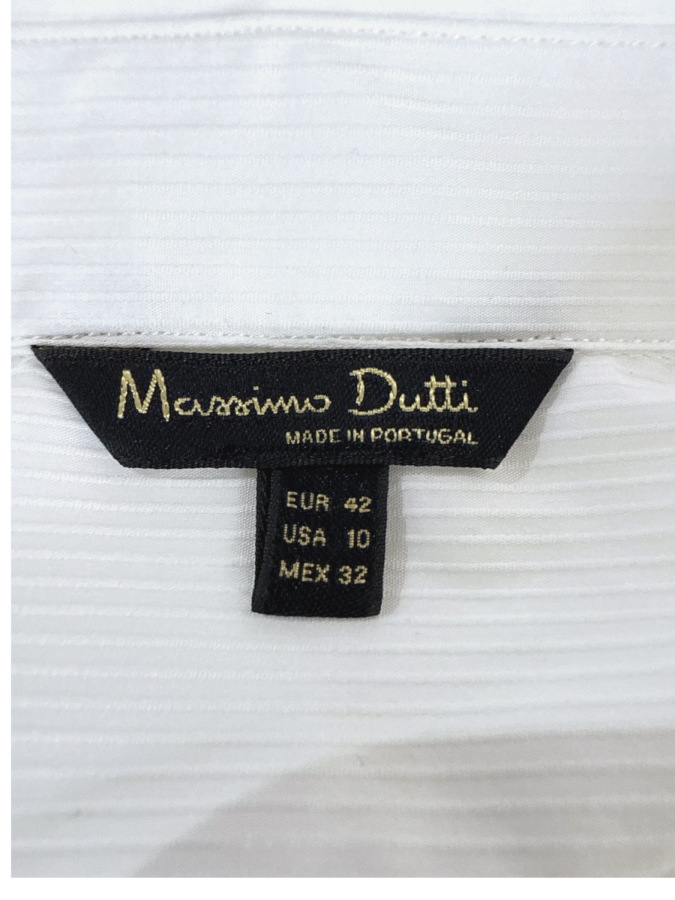 Massimo Dutti
MADE IN PORTUGAL
EUR 42
USA 10
MEX 32